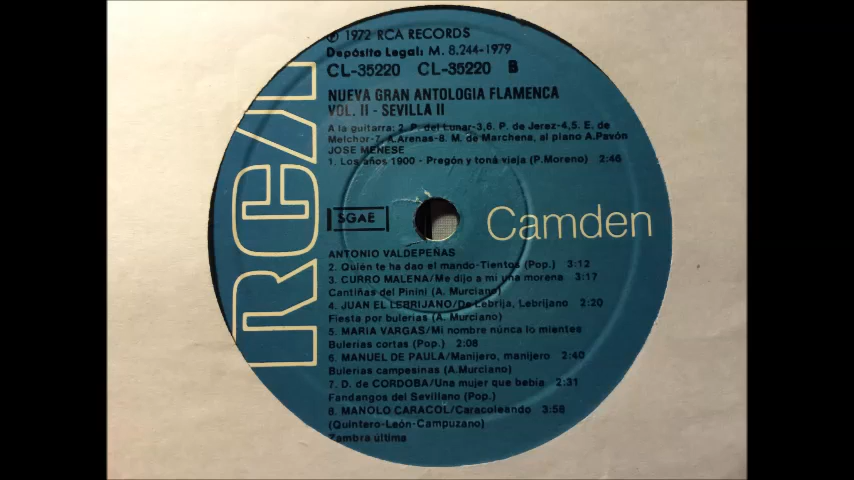 RCA
℗ 1972 RCA RECORDS
Depósito Legal: M. 8.244-1979
CL-35220 CL-35220 B
NUEVA GRAN ANTOLOGIA FLAMENCA
VOL. II - SEVILLA II
A la guitarra: 2. P. del Lunar-3,6. P. de Jerez-4,5. E. de
Melchor-7. A.Arenas-8. M. de Marchena, al piano A.Pavón
JOSE MENESE
1. Los años 1900 - Pregón y toná vieja (P.Moreno) 2:46
SGAE
Camden
ANTONIO VALDEPEÑAS
2. Quién te ha dao el mando-Tientos (Pop.) 3:12
3. CURRO MALENA/Me dijo a mi una morena 3:17
Cantiñas del Pinini (A. Murciano)
4. JUAN EL LEBRIJANO/De Lebrija, Lebrijano 2:20
Fiesta por bulerias (A. Murciano)
5. MARIA VARGAS/Mi nombre núnca lo mientes
Bulerias cortas (Pop.) 2:08
6. MANUEL DE PAULA/Manijero, manijero 2:40
Bulerias campesinas (A.Murciano)
7. D. de CORDOBA/Una mujer que bebía 2:31
Fandangos del Sevillano (Pop.)
8. MANOLO CARACOL/Caracoleando 3:58
(Quintero-León-Campuzano)
Zambra última